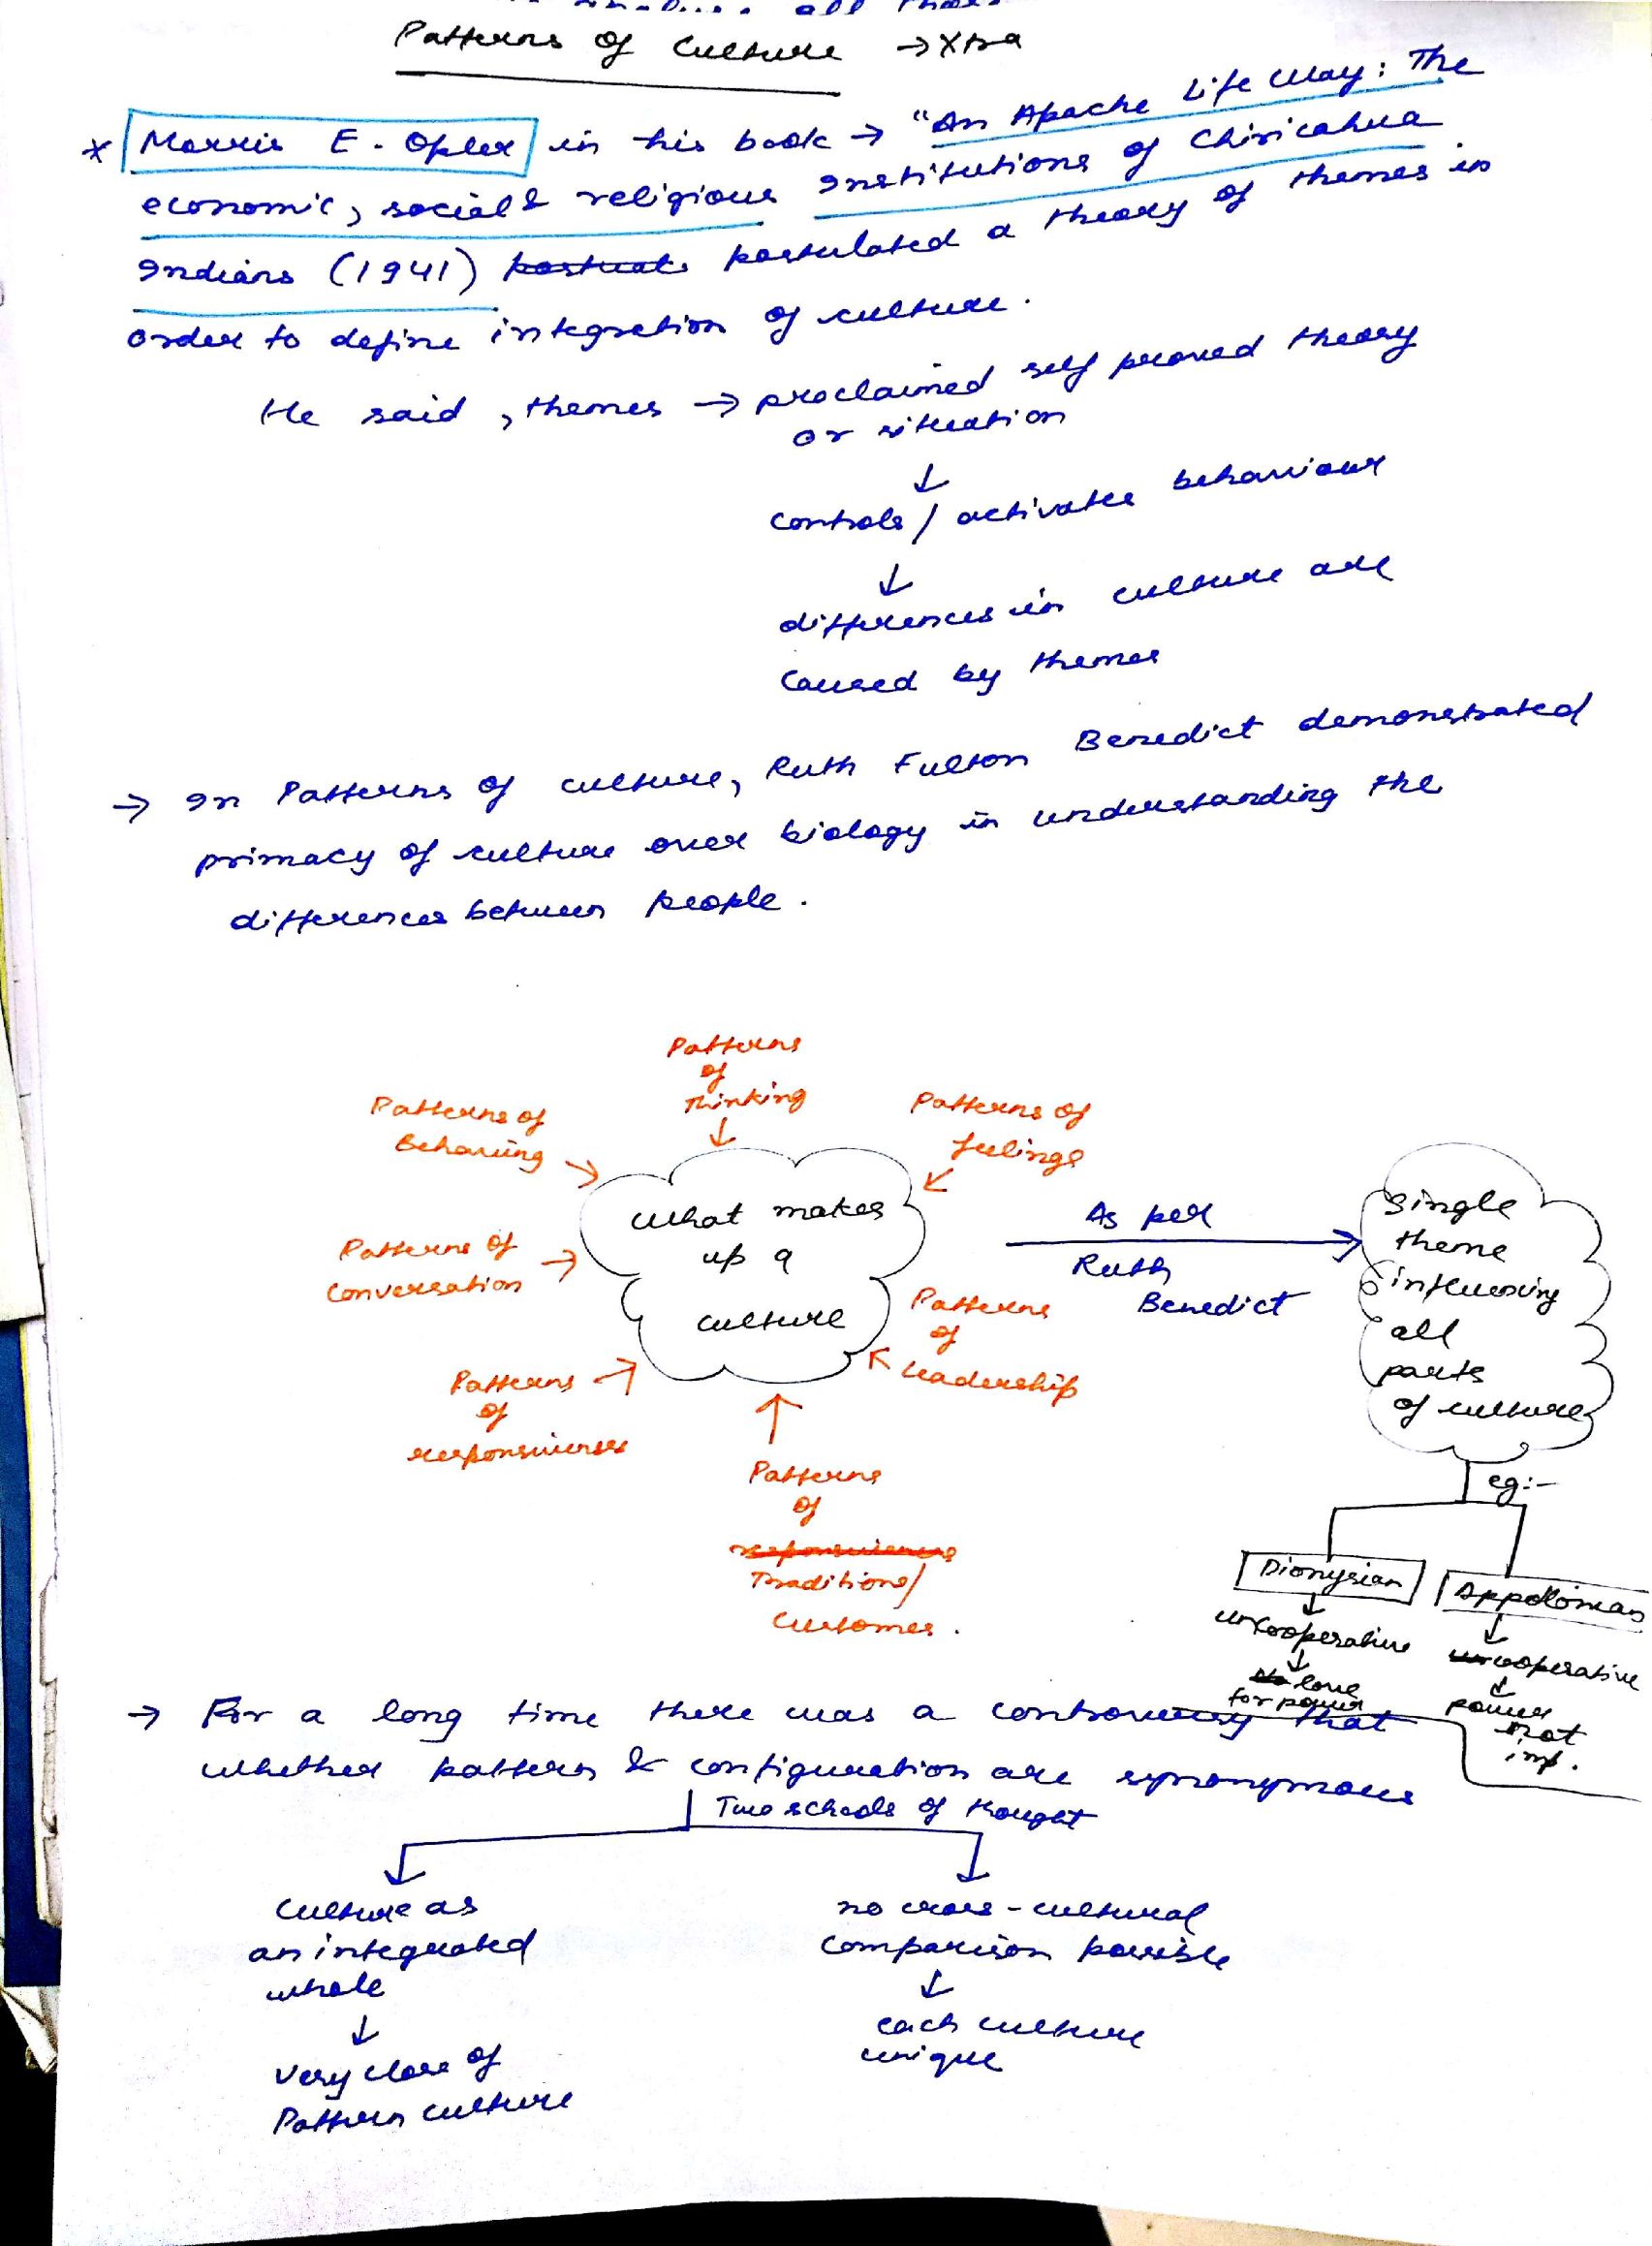 all
Patterns of Culture → Xtra
* Morris E. Opler in his book → "An Apache Life Way: The
economic, social & religious Institutions of Chiricahua
Indians (1941) postulated a theory of themes in
order to define integration of culture.
He said, themes → proclaimed self proved theory
or situation
↓
controls / activates behaviour
↓
differences in culture are
caused by themes
→ In Patterns of culture, Ruth Fulton Benedict demonstrated
primacy of culture over biology in understanding the
differences between people.
Patterns
of
Thinking
↓
Patterns of
Behaving →
Patterns of
feelings
←
What makes
up a
culture
Patterns of
conversation →
Patterns →
of
responsiveness
Patterns
of
Leadership
↑
Patterns
of
Traditions/
Customes.
As per
Ruth
Benedict
Single
theme
influencing
all
parts
of culture
eg:-
Dionysian
↓
uncooperative
↓
love
for power
Appollonian
↓
cooperative
↓
power
not
imp.
→ For a long time there was a controversy that
whether pattern & configuration are synonymous
Two schools of thought
Culture as
an integrated
whole
↓
very close of
Pattern culture
no cross-cultural
comparison possible
↓
each culture
unique